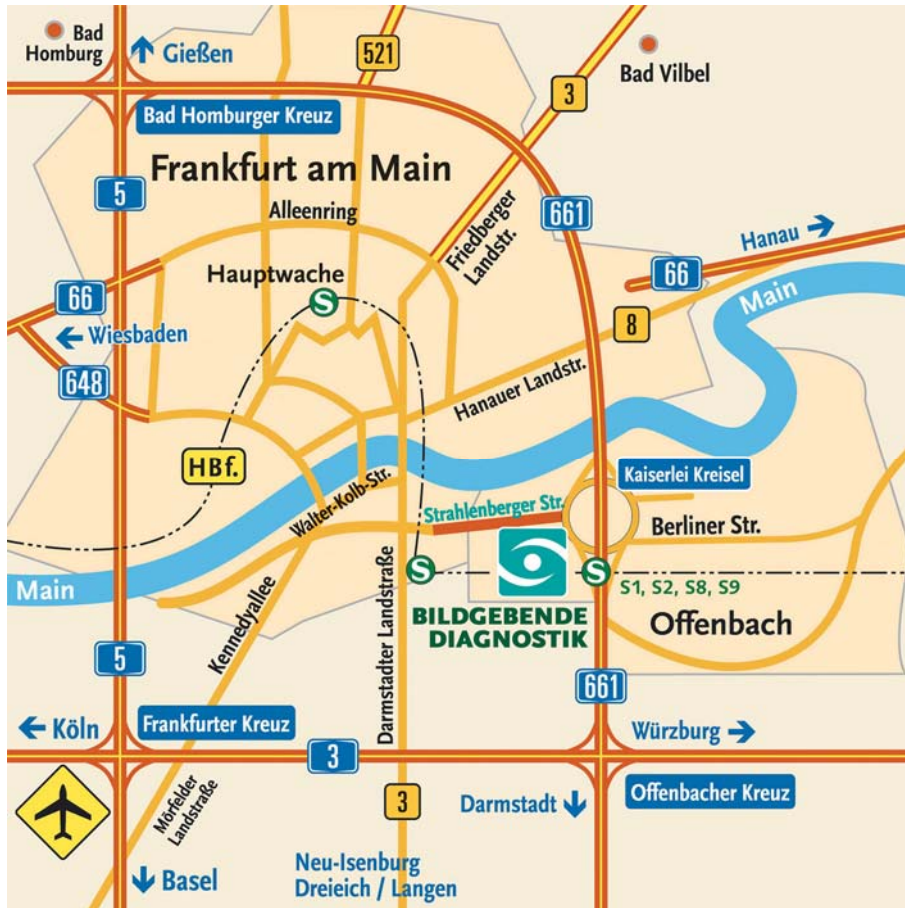 Bad
Homburg
Gießen
521
3
Bad Vilbel
Bad Homburger Kreuz
Frankfurt am Main
5
661
Alleenring
Friedberger
Landstr.
Hanau
Hauptwache
S
66
66
Main
8
Wiesbaden
648
Hanauer Landstr.
HBf.
Kaiserlei Kreisel
Walter-Kolb-Str.
Strahlenberger Str.
Berliner Str.
Main
S
S
S1, S2, S8, S9
BILDGEBENDE
DIAGNOSTIK
Offenbach
Kennedyallee
Darmstadter Landstraße
5
661
Köln
Frankfurter Kreuz
3
Würzburg
Mörfelder
Landstraße
3
Darmstadt
Offenbacher Kreuz
Basel
Neu-Isenburg
Dreieich / Langen